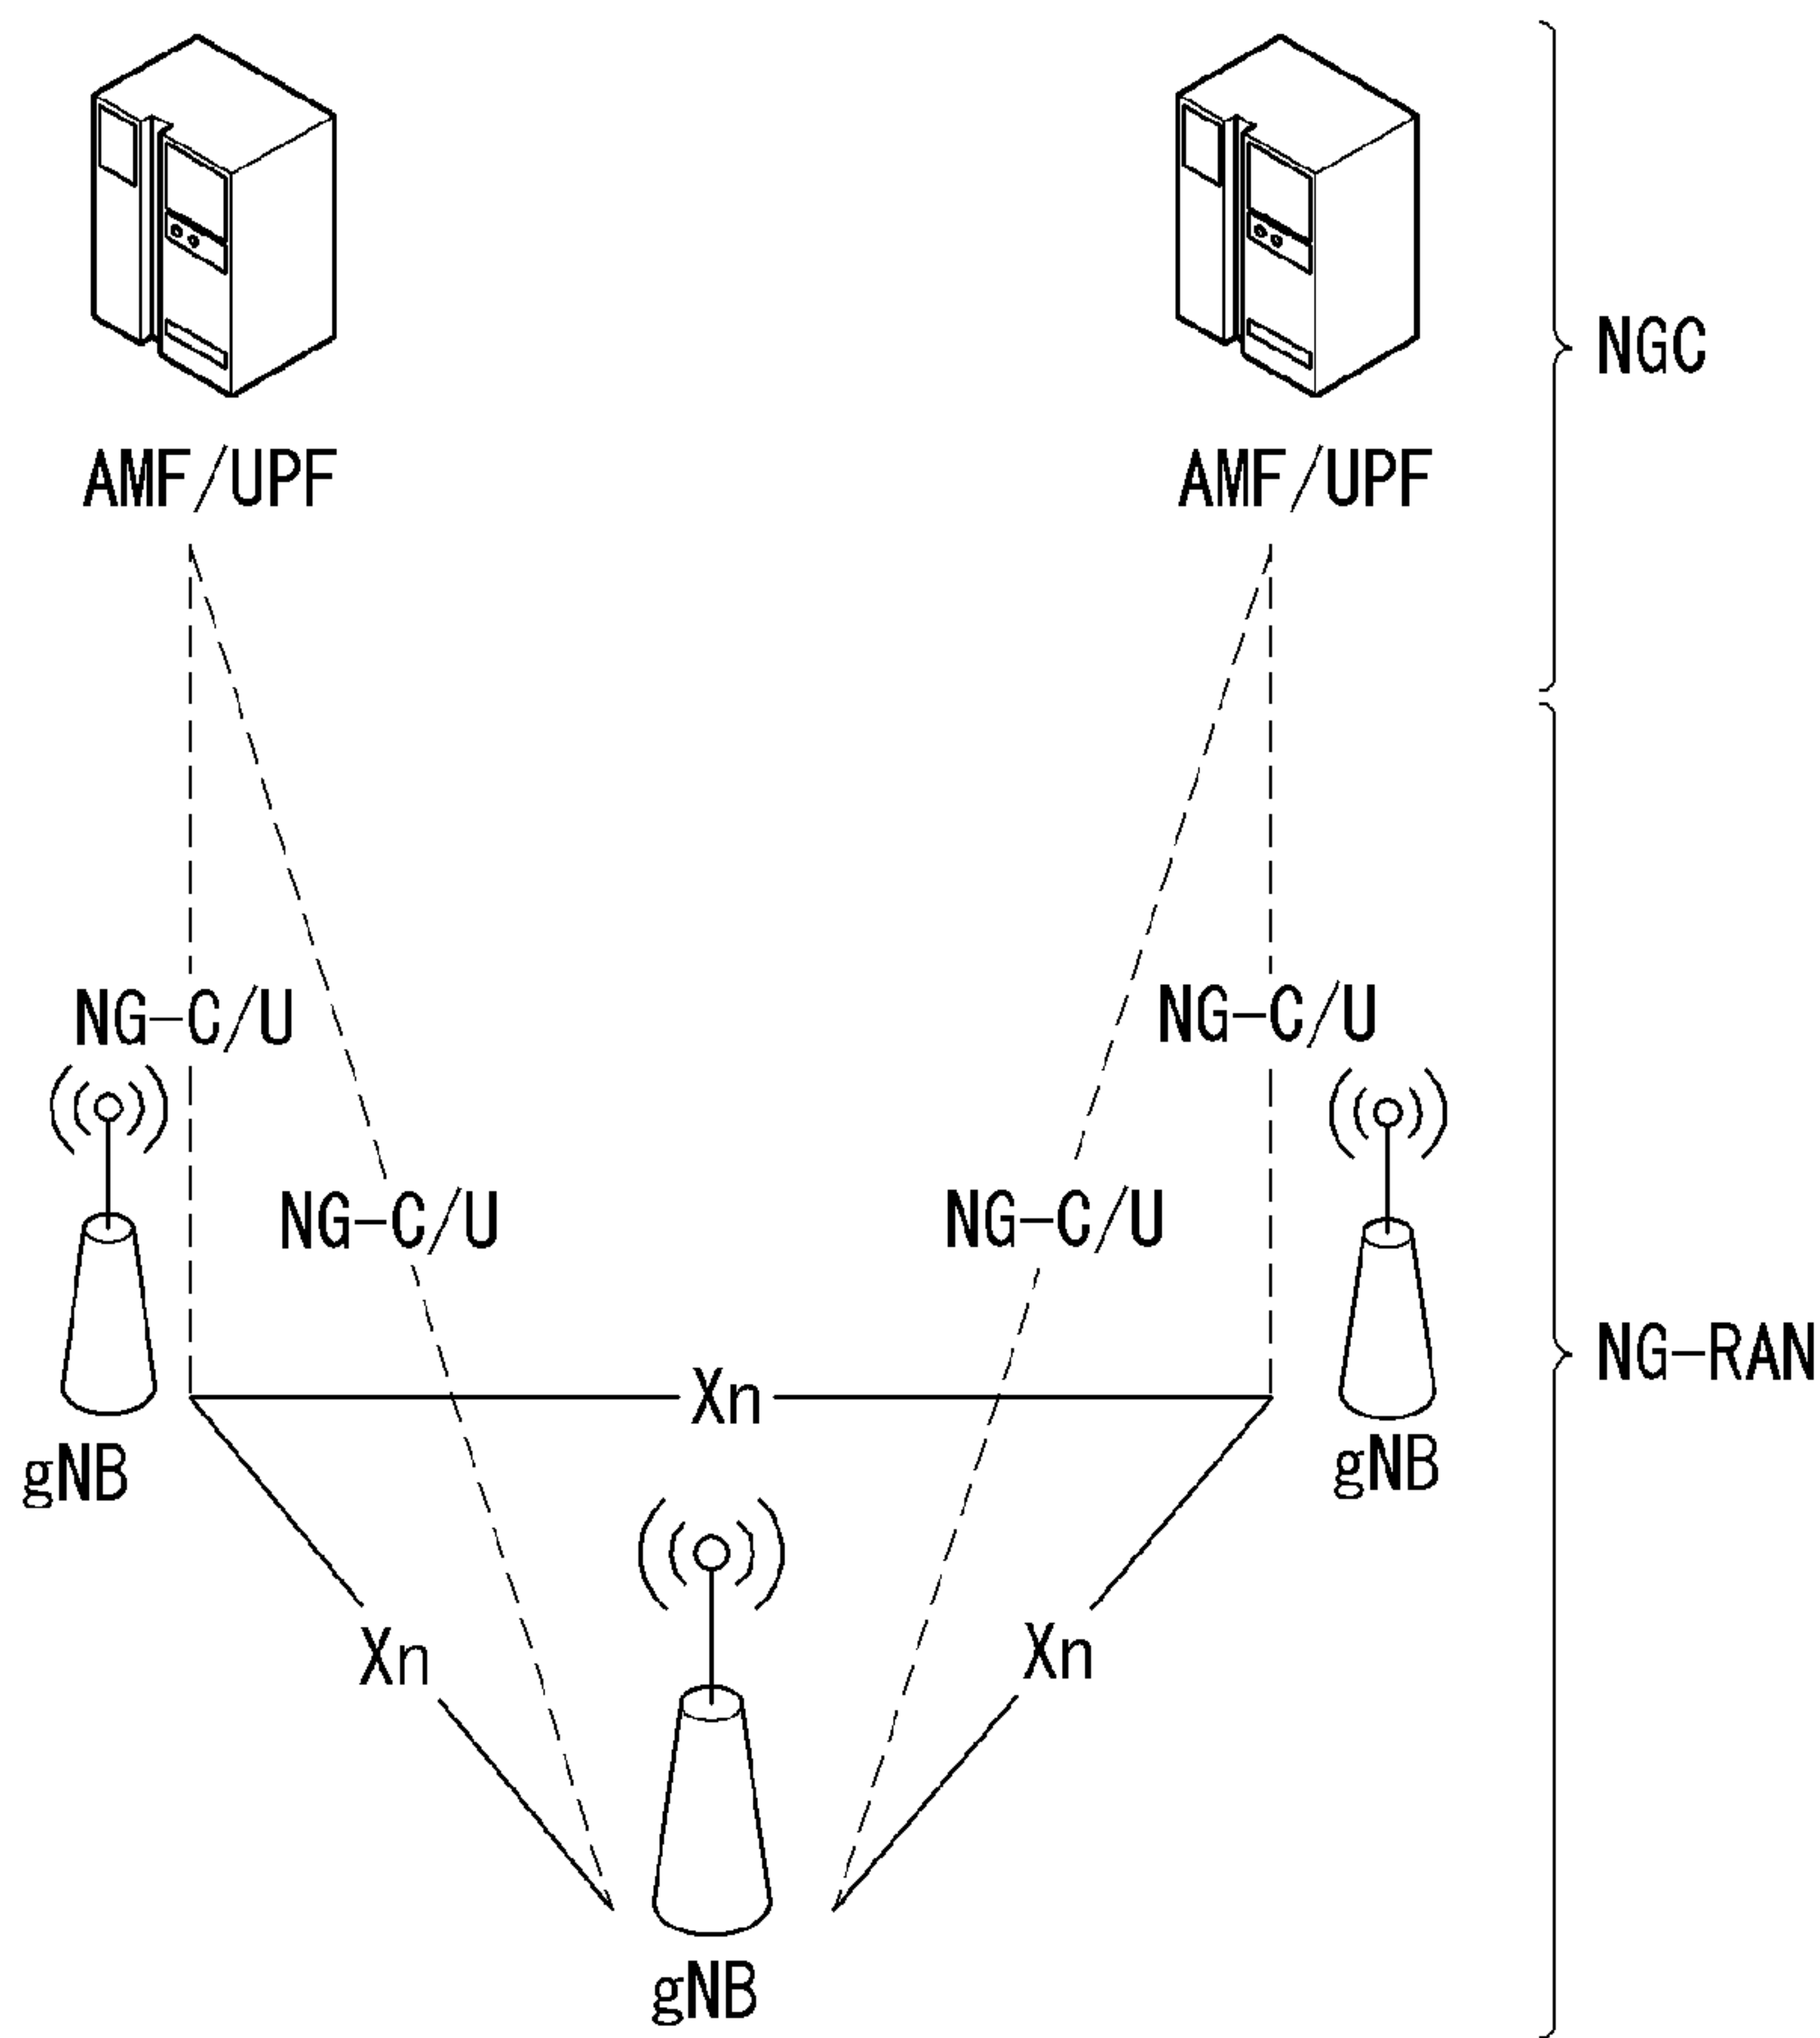 NGC
AMF/UPF
AMF/UPF
NG-C/U
NG-C/U
NG-C/U
NG-C/U
NG-RAN
Xn
gNB
gNB
Xn
Xn
gNB